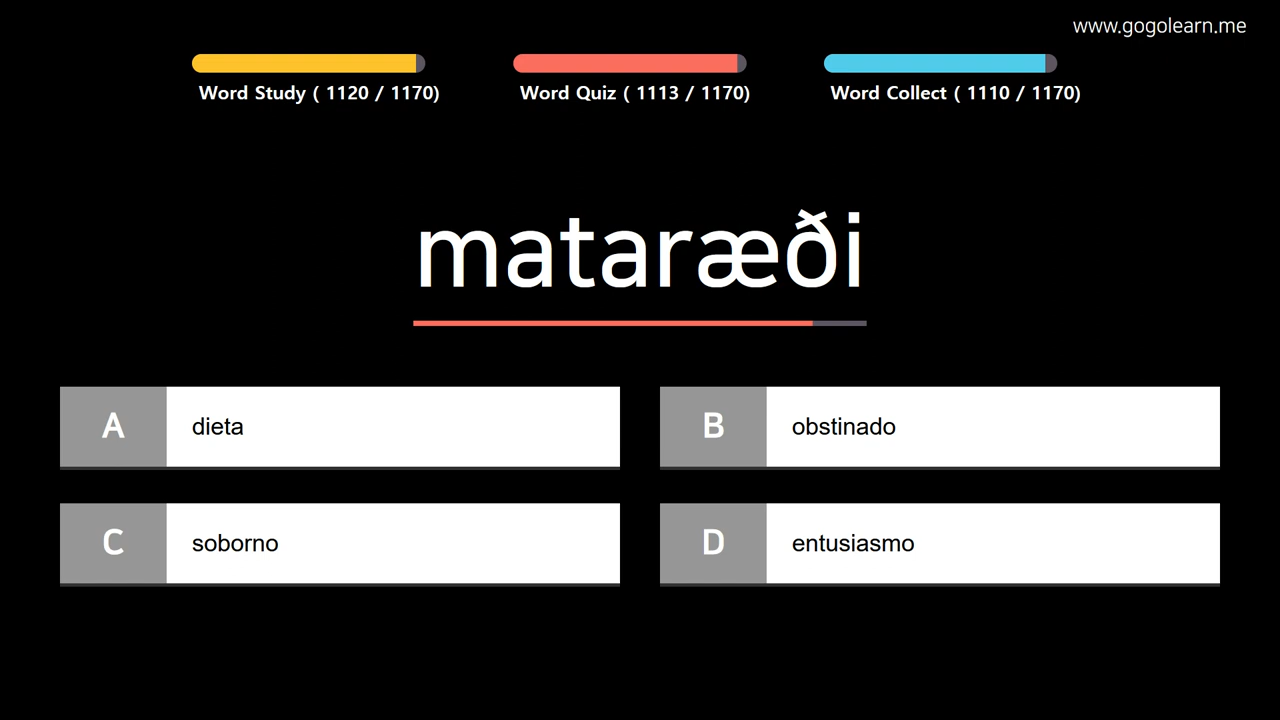 www.gogolearn.me
Word Study ( 1120 / 1170)
Word Quiz ( 1113 / 1170)
Word Collect ( 1110 / 1170)
mataræði
A dieta
B obstinado
C soborno
D entusiasmo